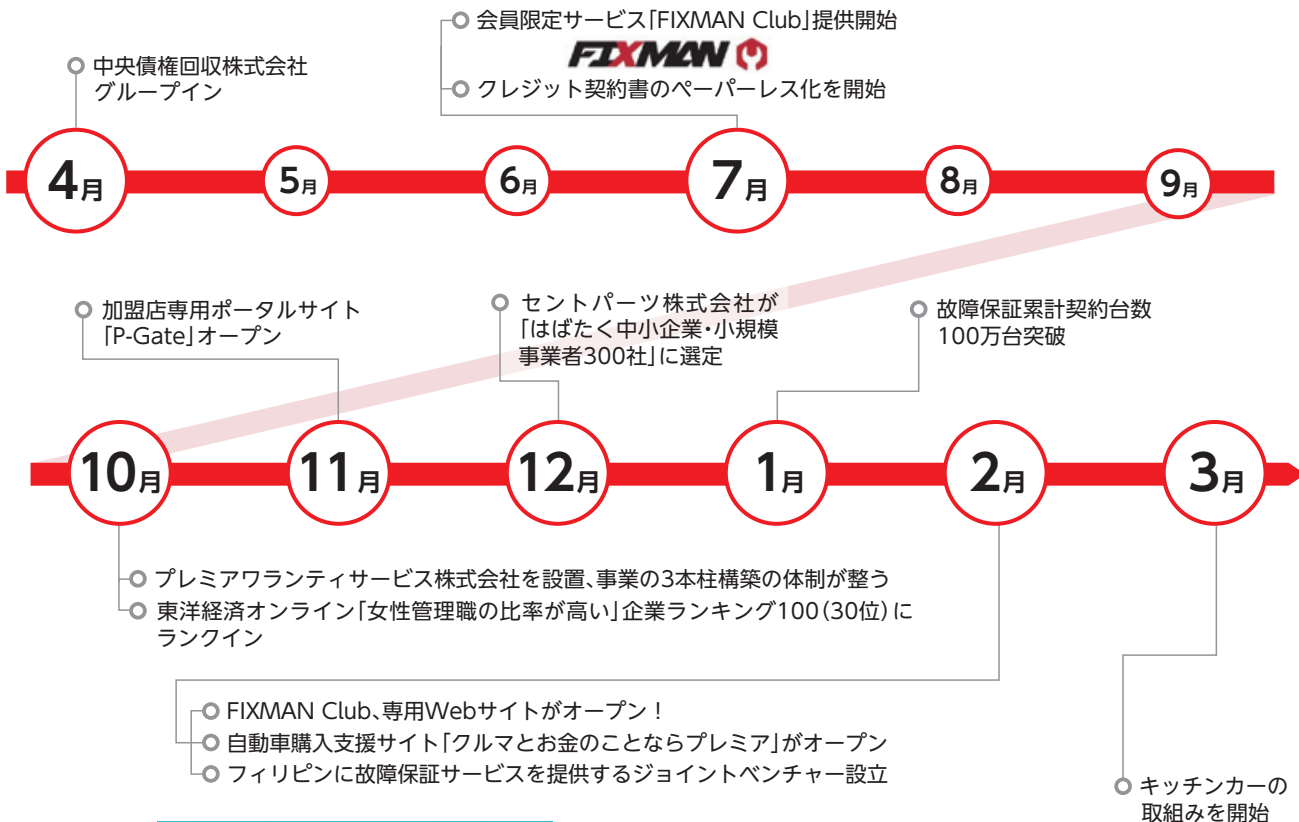 会員限定サービス「FIXMAN Club」提供開始
FIXMAN
クレジット契約書のペーパーレス化を開始
中央債権回収株式会社
グループイン
4月
5月
6月
7月
8月
9月
加盟店専用ポータルサイト
「P-Gate」オープン
セントパーツ株式会社が
「はばたく中小企業・小規模
事業者300社」に選定
故障保証累計契約台数
100万台突破
10月
11月
12月
1月
2月
3月
プレミアワランティサービス株式会社を設置、事業の3本柱構築の体制が整う
東洋経済オンライン「女性管理職の比率が高い」企業ランキング100(30位)に
ランクイン
FIXMAN Club、専用Webサイトがオープン！
自動車購入支援サイト「クルマとお金のことならプレミア」がオープン
フィリピンに故障保証サービスを提供するジョイントベンチャー設立
キッチンカーの
取組みを開始